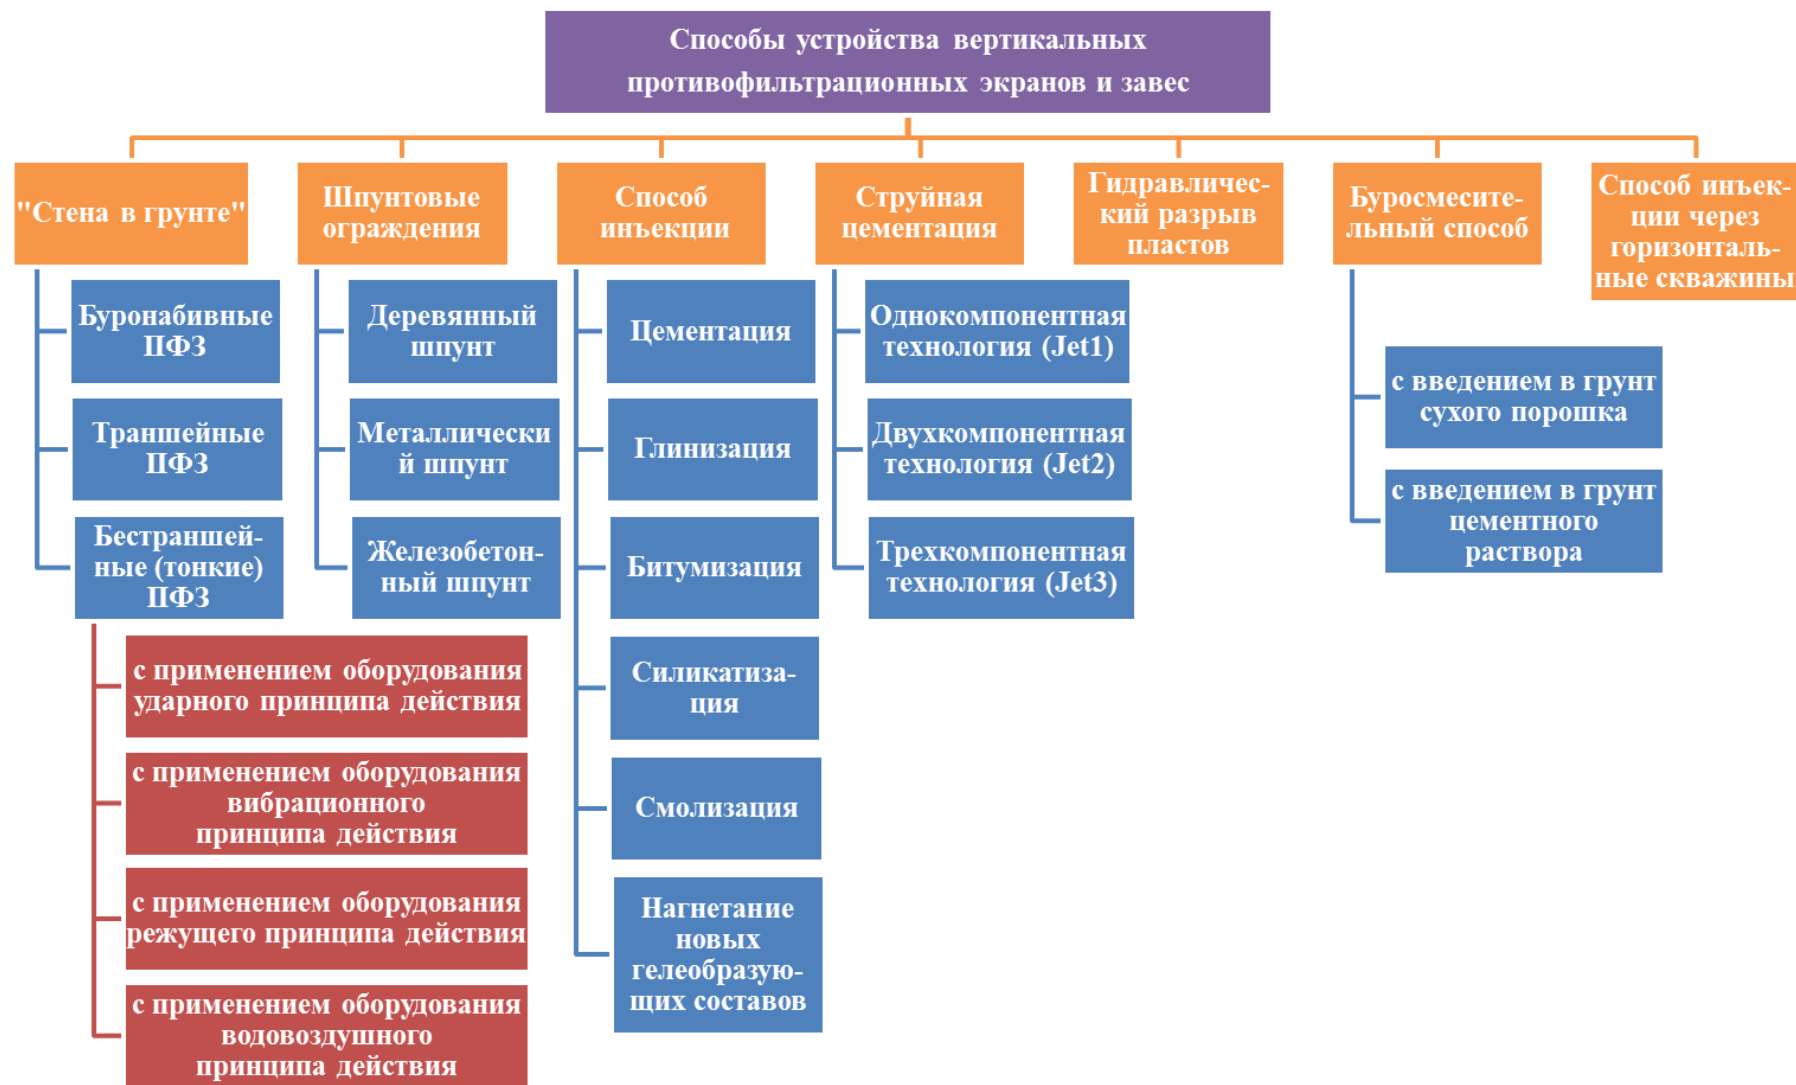 Способы устройства вертикальных
противофильтрационных экранов и завес
"Стена в грунте"
Буронабивные
ПФЗ
Траншейные
ПФЗ
Бестраншей-
ные (тонкие)
ПФЗ
с применением оборудования
ударного принципа действия
с применением оборудования
вибрационного
принципа действия
с применением оборудования
режущего принципа действия
с применением оборудования
водовоздушного
принципа действия
Шпунтовые
ограждения
Деревянный
шпунт
Металлически
й шпунт
Железобетон-
ный шпунт
Способ
инъекции
Цементация
Глинизация
Битумизация
Силикатиза-
ция
Смолизация
Нагнетание
новых
гелеобразую-
щих составов
Струйная
цементация
Однокомпонентная
технология (Jet1)
Двухкомпонентная
технология (Jet2)
Трехкомпонентная
технология (Jet3)
Гидравличес-
кий разрыв
пластов
Буросмесите-
льный способ
с введением в грунт
сухого порошка
с введением в грунт
цементного
раствора
Способ инъек-
ции через
горизонталь-
ные скважины